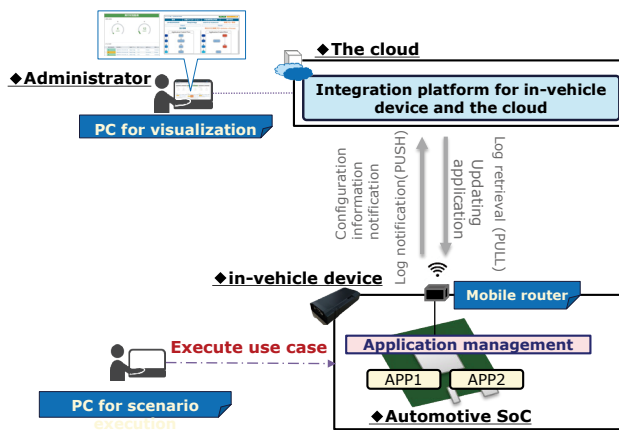 ◆The cloud
◆Administrator
Integration platform for in-vehicle
device and the cloud
PC for visualization
Configuration
information
notification
Log notification(PUSH)
Updating
application
Log retrieval (PULL)
◆in-vehicle device
Mobile router
Execute use case
Application management
APP1
APP2
PC for scenario
execution
◆Automotive SoC